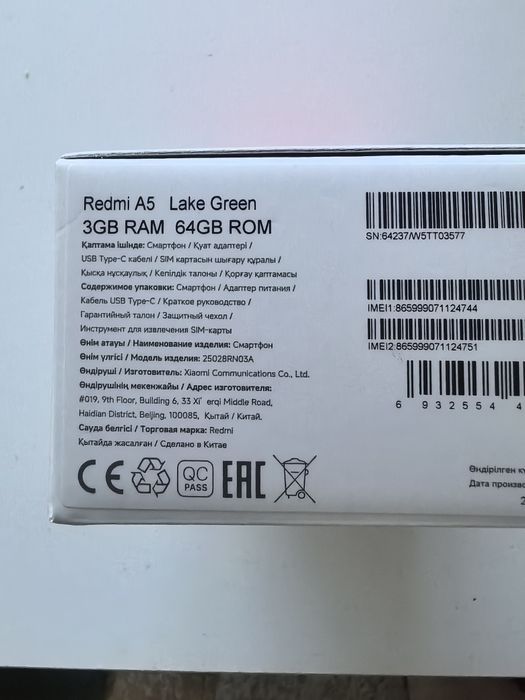 Redmi A5 Lake Green
3GB RAM 64GB ROM
Қаптама ішінде: Смартфон / Қуат адаптері /
USB Type-C кабелі / SIM картасын шығару құралы /
Қысқа нұсқаулық / Кепілдік талоны / Қорғау қаптамасы
Содержимое упаковки: Смартфон / Адаптер питания /
Кабель USB Type-C / Краткое руководство /
Гарантийный талон / Защитный чехол /
Инструмент для извлечения SIM-карты
Өнім атауы / Наименование изделия: Смартфон
Өнім үлгісі / Модель изделия: 25028RN03A
Өндіруші / Изготовитель: Xiaomi Communications Co., Ltd.
Өндірушінің мекенжайы / Адрес изготовителя:
#019, 9th Floor, Building 6, 33 Xi' erqi Middle Road,
Haidian District, Beijing, 100085, Қытай / Китай.
Сауда белгісі / Торговая марка: Redmi
Қытайда жасалған / Сделано в Китае
CE QC PASS EAC
SN:64237/W5TT03577
IMEI1:865999071124744
IMEI2:865999071124751
6 932554 4
Өндірілген кү
Дата произво
2